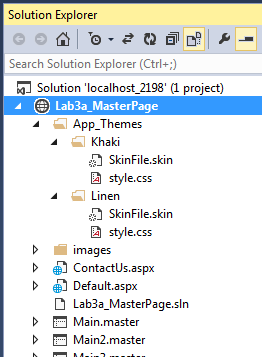 Solution Explorer
Search Solution Explorer (Ctrl+;)
Solution 'localhost_2198' (1 project)
Lab3a_MasterPage
App_Themes
Khaki
SkinFile.skin
style.css
Linen
SkinFile.skin
style.css
images
ContactUs.aspx
Default.aspx
Lab3a_MasterPage.sln
Main.master
Main2.master